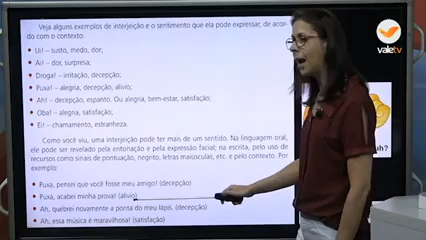 Veja alguns exemplos de interjeição e o sentimento que ela pode expressar, de acor-
do com o contexto:
• Ui! – susto, medo, dor;
• Ai! – dor, surpresa;
• Droga! – irritação, decepção;
• Puxa! – alegria, decepção, alívio;
• Ah! – decepção, espanto. Ou alegria, bem-estar, satisfação;
• Oba! – alegria, satisfação;
• Ei! – chamamento, estranheza.
Como você viu, uma interjeição pode ter mais de um sentido. Na linguagem oral,
ele pode ser revelado pela entonação e pela expressão facial; na escrita, pelo uso de
recursos como sinais de pontuação, negrito, letras maiúsculas, etc. e pelo contexto. Por
exemplo:
• Puxa, pensei que você fosse meu amigo! (decepção)
• Puxa, acabei minha prova! (alívio)
• Ah, quebrei novamente a ponta do meu lápis. (decepção)
• Ah, essa música é maravilhosa! (satisfação)
valetv
uh?